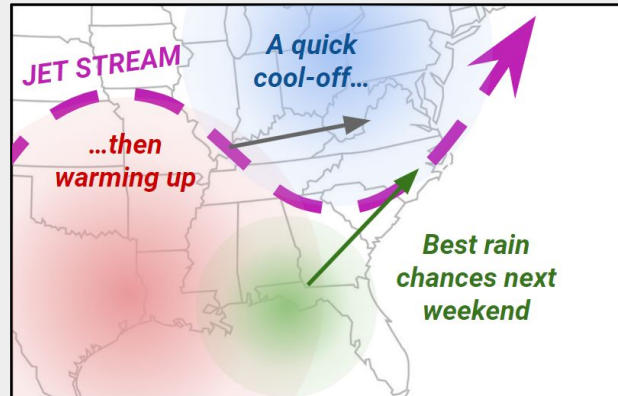 JET STREAM
A quick
cool-off…
…then
warming up
Best rain
chances next
weekend